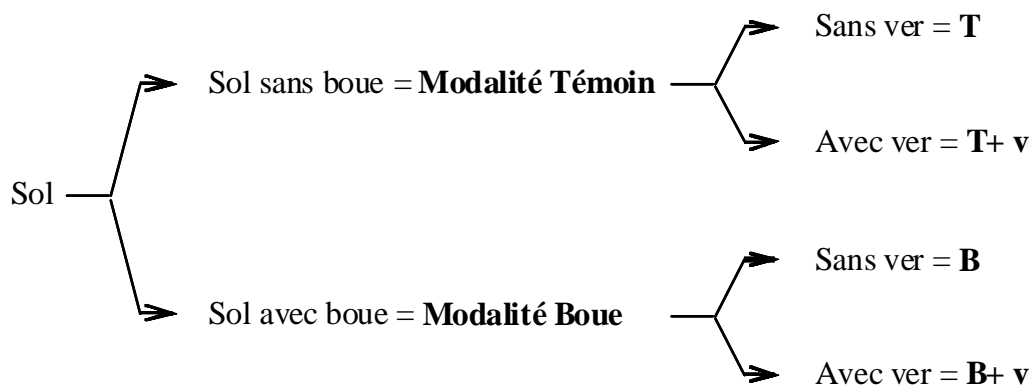 Sans ver = T
Sol sans boue = Modalité Témoin
Avec ver = T+ v
Sol
Sans ver = B
Sol avec boue = Modalité Boue
Avec ver = B+ v